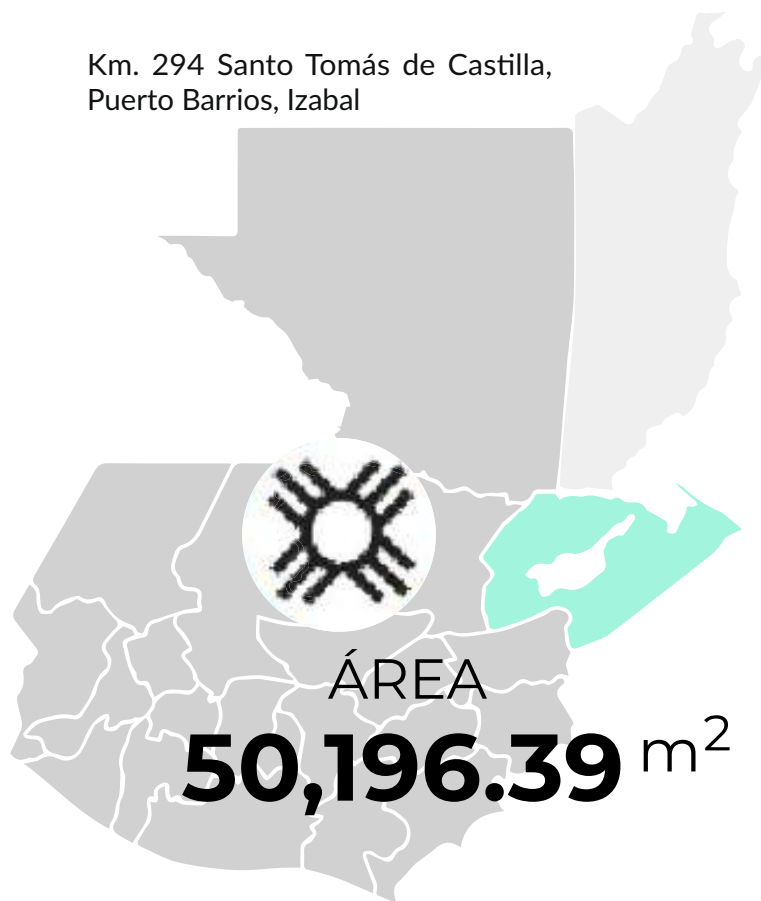 Km. 294 Santo Tomás de Castilla,
Puerto Barrios, Izabal
ÁREA
50,196.39 m²